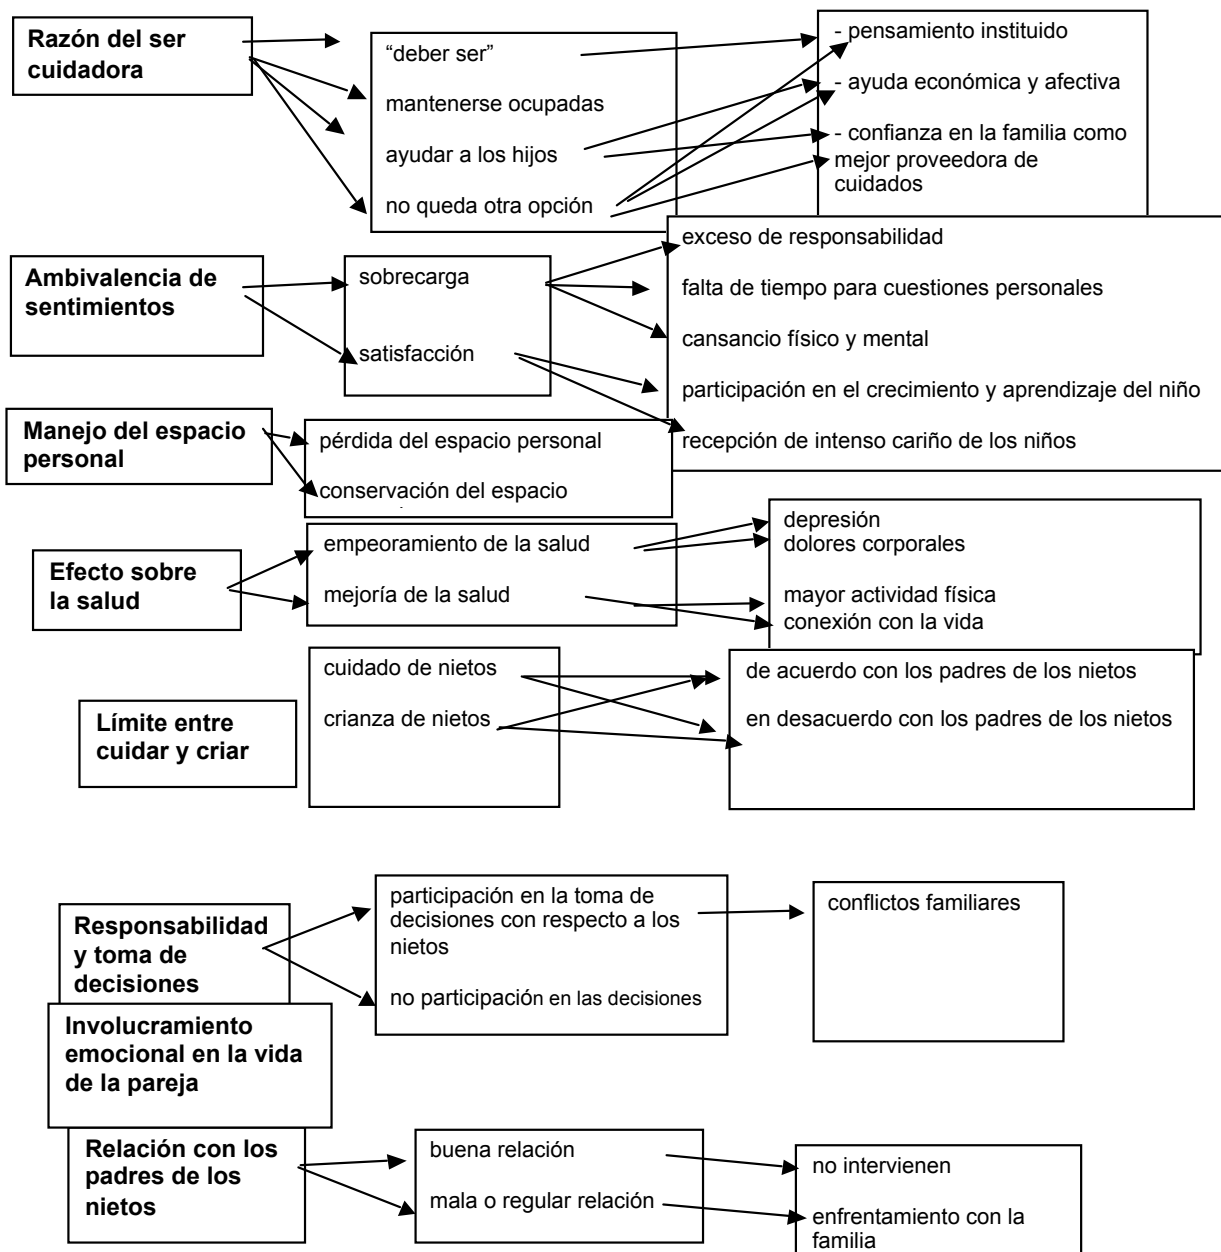 Razón del ser
cuidadora
“deber ser”
mantenerse ocupadas
ayudar a los hijos
no queda otra opción
- pensamiento instituido
- ayuda económica y afectiva
- confianza en la familia como
mejor proveedora de
cuidados
Ambivalencia de
sentimientos
sobrecarga
satisfacción
exceso de responsabilidad
falta de tiempo para cuestiones personales
cansancio físico y mental
participación en el crecimiento y aprendizaje del niño
recepción de intenso cariño de los niños
Manejo del espacio
personal
pérdida del espacio personal
conservación del espacio
Efecto sobre
la salud
empeoramiento de la salud
mejoría de la salud
depresión
dolores corporales
mayor actividad física
conexión con la vida
Límite entre
cuidar y criar
cuidado de nietos
crianza de nietos
de acuerdo con los padres de los nietos
en desacuerdo con los padres de los nietos
Responsabilidad
y toma de
decisiones
participación en la toma de
decisiones con respecto a los
nietos
no participación en las decisiones
conflictos familiares
Involucramiento
emocional en la vida
de la pareja
Relación con los
padres de los
nietos
buena relación
mala o regular relación
no intervienen
enfrentamiento con la
familia